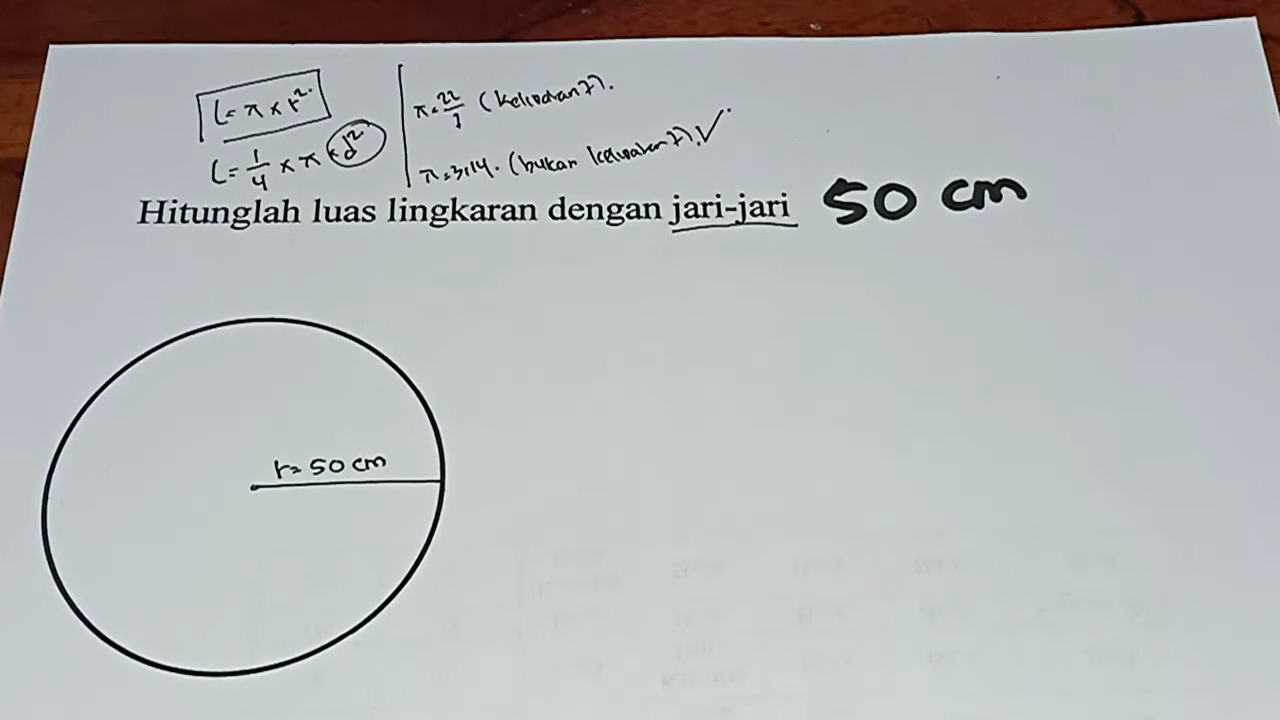 L = π × r².
L = 1/4 × π × d²
π = 22/7 (kelipatan 7).
π = 3,14. (bukan kelipatan 7). ✓
Hitunglah luas lingkaran dengan jari-jari 50 cm
r = 50 cm